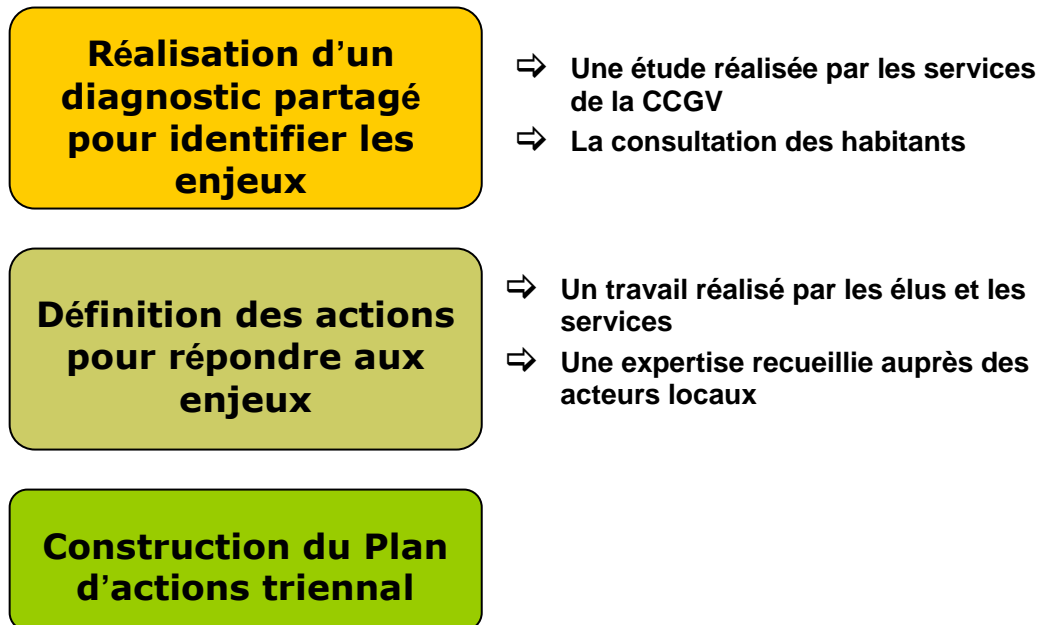 Réalisation d’un
diagnostic partagé
pour identifier les
enjeux
⇨ Une étude réalisée par les services
de la CCGV
⇨ La consultation des habitants
Définition des actions
pour répondre aux
enjeux
⇨ Un travail réalisé par les élus et les
services
⇨ Une expertise recueillie auprès des
acteurs locaux
Construction du Plan
d’actions triennal